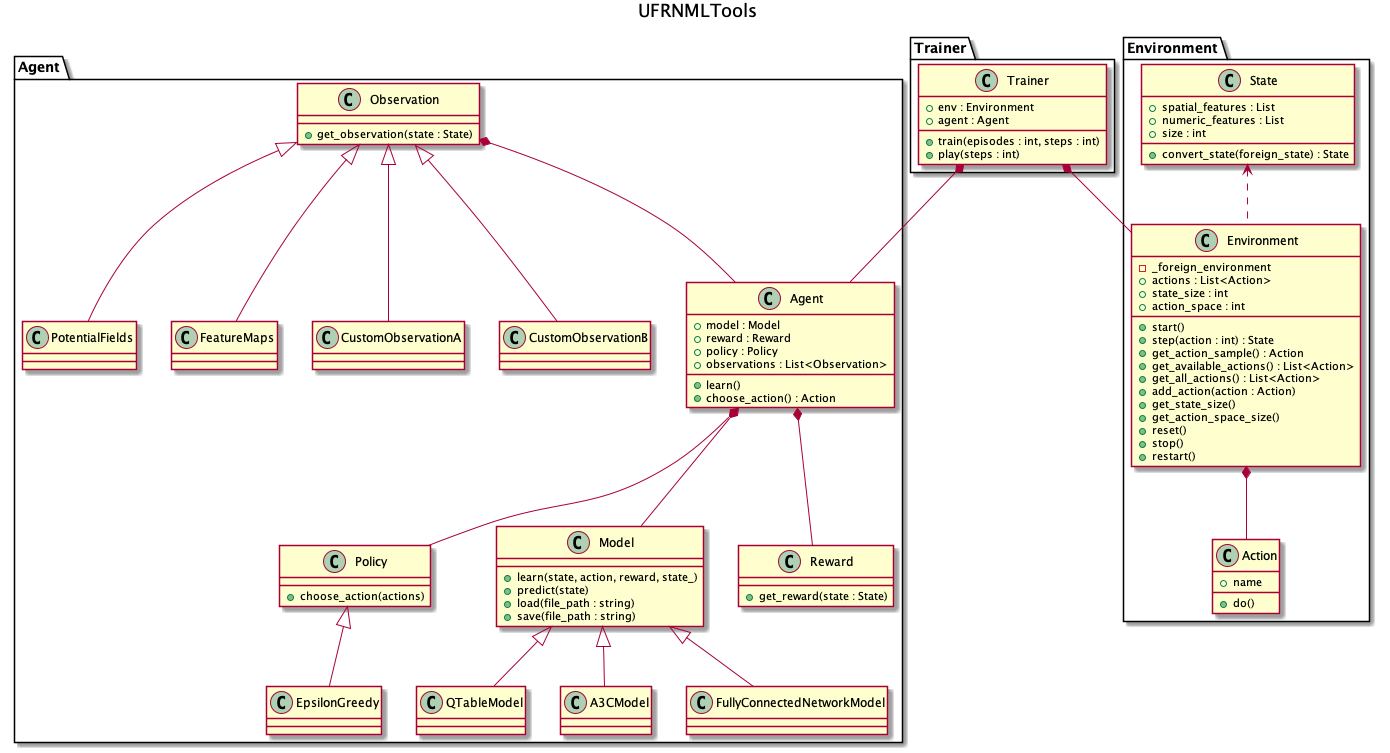 UFRNMLTools
Agent
C Observation
get_observation(state : State)
C PotentialFields
C FeatureMaps
C CustomObservationA
C CustomObservationB
C Agent
model : Model
reward : Reward
policy : Policy
observations : List<Observation>
learn()
choose_action() : Action
C Policy
choose_action(actions)
C Model
learn(state, action, reward, state_)
predict(state)
load(file_path : string)
save(file_path : string)
C Reward
get_reward(state : State)
C EpsilonGreedy
C QTableModel
C A3CModel
C FullyConnectedNetworkModel
Trainer
C Trainer
env : Environment
agent : Agent
train(episodes : int, steps : int)
play(steps : int)
Environment
C State
spatial_features : List
numeric_features : List
size : int
convert_state(foreign_state) : State
C Environment
_foreign_environment
actions : List<Action>
state_size : int
action_space : int
start()
step(action : int) : State
get_action_sample() : Action
get_available_actions() : List<Action>
get_all_actions() : List<Action>
add_action(action : Action)
get_state_size()
get_action_space_size()
reset()
stop()
restart()
C Action
name
do()